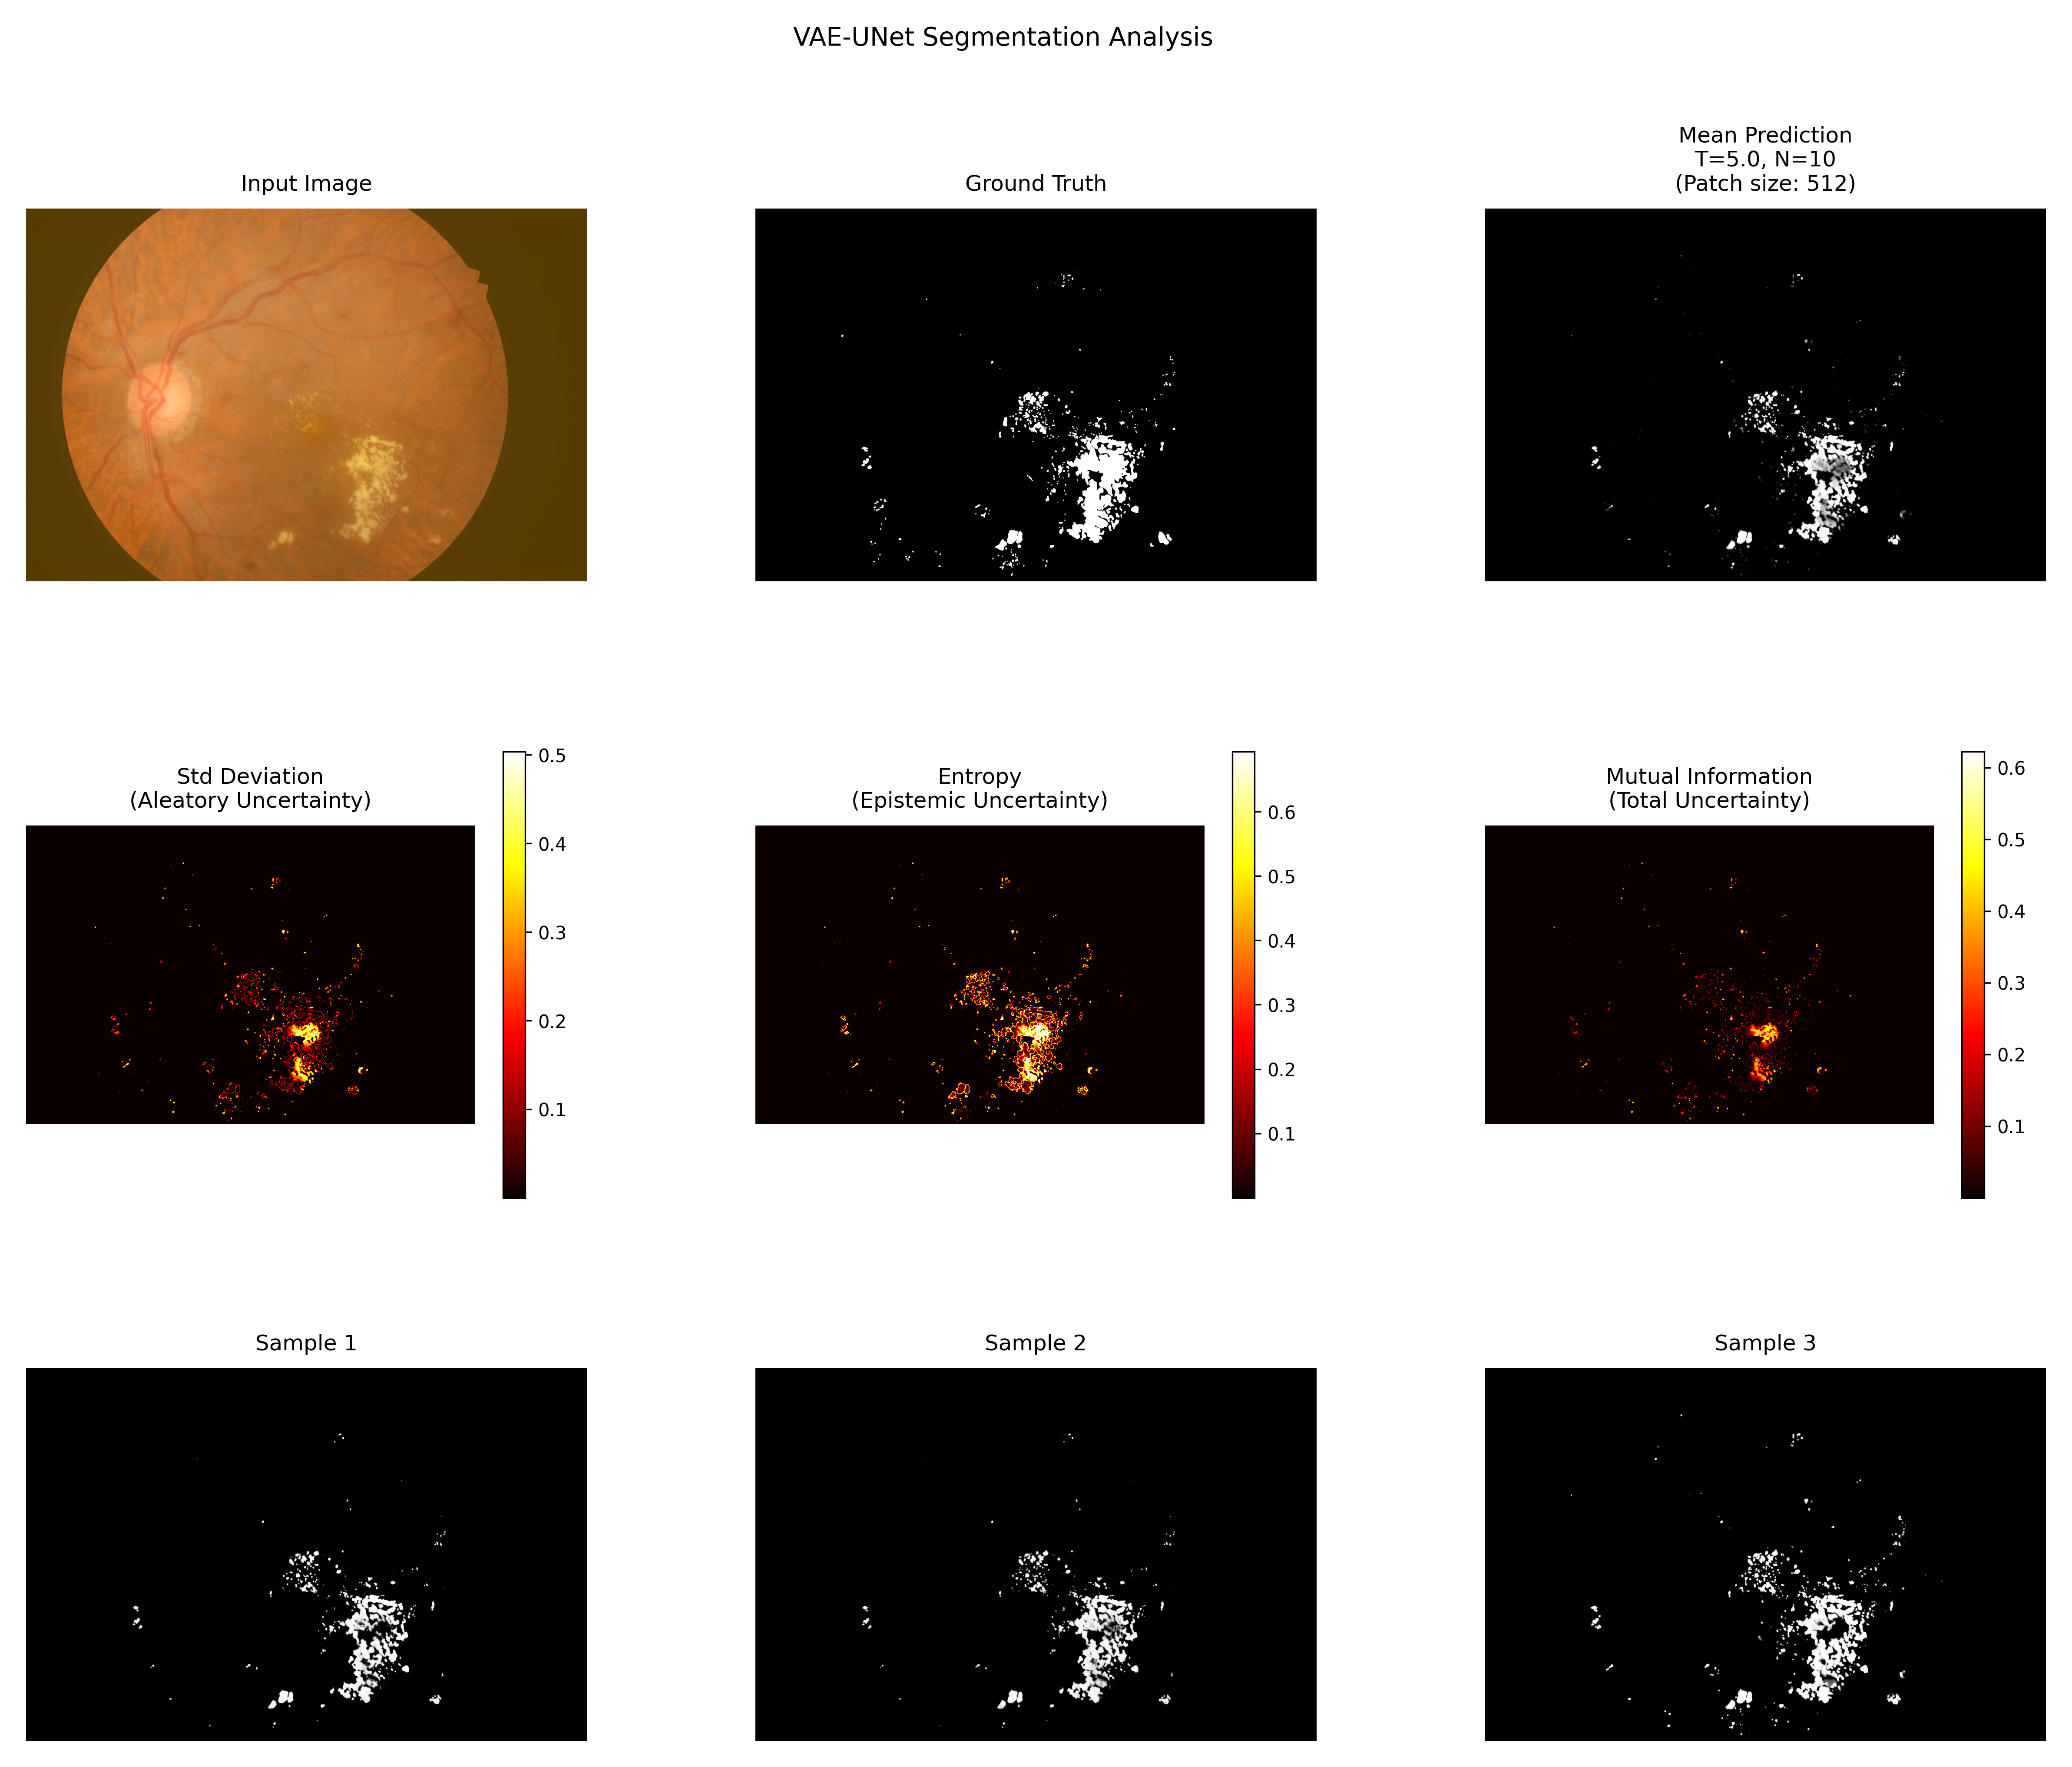 VAE-UNet Segmentation Analysis
Input Image
Ground Truth
Mean Prediction
T=5.0, N=10
(Patch size: 512)
Std Deviation
(Aleatory Uncertainty)
0.5
0.4
0.3
0.2
0.1
Entropy
(Epistemic Uncertainty)
0.6
0.5
0.4
0.3
0.2
0.1
Mutual Information
(Total Uncertainty)
0.6
0.5
0.4
0.3
0.2
0.1
Sample 1
Sample 2
Sample 3